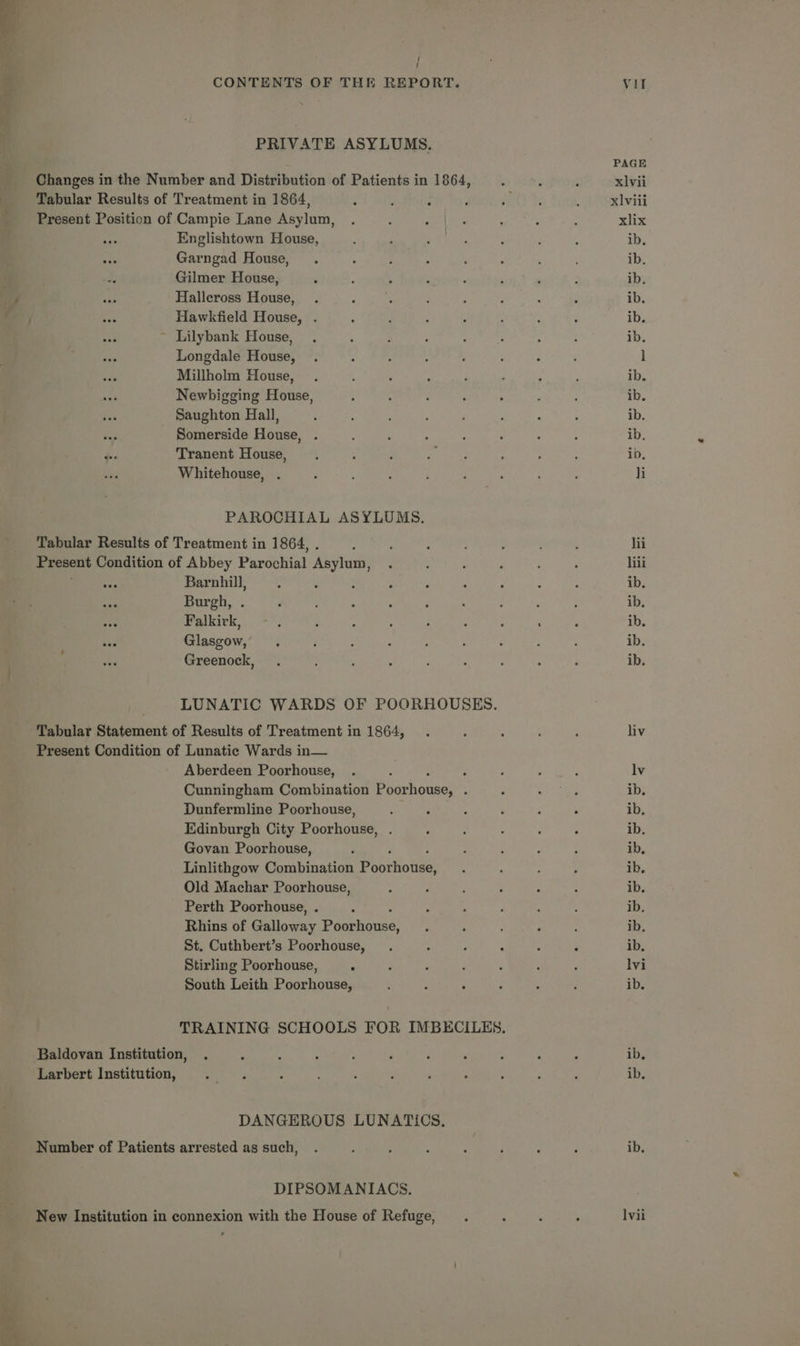 CONTENTS OF THE REPORT. VII
PRIVATE ASYLUMS.
PAGE
Changes in the Number and Distribution of Patients in 1864, . . . xlvii
Tabular Results of Treatment in 1864, . . . . . . . xlviii
Present Position of Campie Lane Asylum, . . . . . . . xlix
... Englishtown House, . . . . . . . ib.
... Garngad House, . . . . . . . . ib.
... Gilmer House, . . . . . . . . ib.
... Hallcross House, . . . . . . . . ib.
... Hawkfield House, . . . . . . . . ib.
... Lilybank House, . . . . . . . . ib.
... Longdale House, . . . . . . . . l
... Millholm House, . . . . . . . . ib.
... Newbigging House, . . . . . . . ib.
... Saughton Hall, . . . . . . . . ib.
... Somerside House, . . . . . . . . ib.
... Tranent House, . . . . . . . . ib.
... Whitehouse, . . . . . . . . . li
PAROCHIAL ASYLUMS.
Tabular Results of Treatment in 1864, . . . . . . . . lii
Present Condition of Abbey Parochial Asylum, . . . . . . liii
... Barnhill, . . . . . . . . . ib.
... Burgh, . . . . . . . . . . ib.
... Falkirk, . . . . . . . . . . ib.
... Glasgow, . . . . . . . . . ib.
... Greenock, . . . . . . . . . ib.
LUNATIC WARDS OF POORHOUSES.
Tabular Statement of Results of Treatment in 1864, . . . . . liv
Present Condition of Lunatic Wards in—
Aberdeen Poorhouse, . . . . . . . lv
Cunningham Combination Poorhouse, . . . . ib.
Dunfermline Poorhouse, . . . . . . ib.
Edinburgh City Poorhouse, . . . . . . ib.
Govan Poorhouse, . . . . . . . ib.
Linlithgow Combination Poorhouse, . . . . ib.
Old Machar Poorhouse, . . . . . . ib.
Perth Poorhouse, . . . . . . . . ib.
Rhins of Galloway Poorhouse, . . . . . ib.
St. Cuthbert's Poorhouse, . . . . . . ib.
Stirling Poorhouse, . . . . . . . lvi
South Leith Poorhouse, . . . . . . ib.
TRAINING SCHOOLS FOR IMBECILES.
Baldovan Institution, . . . . . . . . . . ib.
Larbert Institution, . . . . . . . . . . ib.
DANGEROUS LUNATICS.
Number of Patients arrested as such, . . . . . . . . ib.
DIPSOMANIACS.
New Institution in connexion with the House of Refuge, . . . . lvii